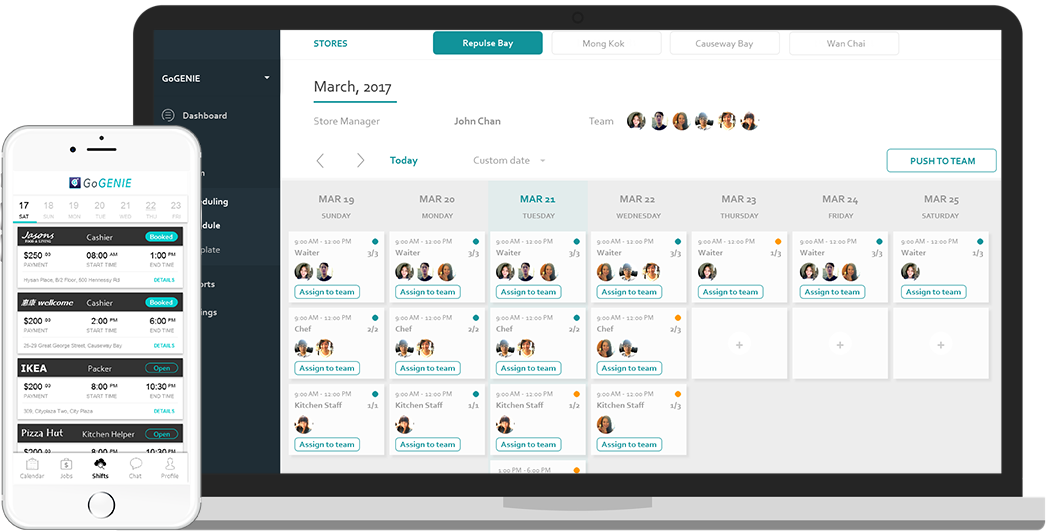 STORES Repulse Bay Mong Kok Causeway Bay Wan Chai
GoGENIE
March, 2017
Dashboard
Store Manager John Chan Team
Today Custom date PUSH TO TEAM
MAR 19 MAR 20 MAR 21 MAR 22 MAR 23 MAR 24 MAR 25
SUNDAY MONDAY TUESDAY WEDNESDAY THURSDAY FRIDAY SATURDAY
9:00 AM - 12:00 PM 9:00 AM - 12:00 PM 9:00 AM - 12:00 PM 9:00 AM - 12:00 PM 9:00 AM - 12:00 PM 9:00 AM - 12:00 PM 9:00 AM - 12:00 PM
Waiter 3/3 Waiter 3/3 Waiter 3/3 Waiter 3/3 Waiter 1/3 Waiter 3/3 Waiter 1/3
Assign to team Assign to team Assign to team Assign to team Assign to team Assign to team Assign to team
9:00 AM - 12:00 PM 9:00 AM - 12:00 PM 9:00 AM - 12:00 PM 9:00 AM - 12:00 PM
Chef 2/2 Chef 2/2 Chef 2/2 Chef 2/3
Assign to team Assign to team Assign to team Assign to team
9:00 AM - 12:00 PM 9:00 AM - 12:00 PM 9:00 AM - 12:00 PM 9:00 AM - 12:00 PM
Kitchen Staff 1/1 Kitchen Staff 1/1 Kitchen Staff 1/2 Kitchen Staff 1/3
Assign to team Assign to team Assign to team Assign to team
1:00 PM - 6:00 PM
GoGENIE
17 18 19 20 21 22 23
SAT SUN MON TUE WED THU FRI
Jasons Cashier Booked
FOOD & LIVING
$250.00 08:00 AM 1:00 PM
PAYMENT START TIME END TIME
Hysan Place, B/2 Floor, 500 Hennessy Rd DETAILS
惠康 wellcome Cashier Booked
$200.00 2:00 PM 6:00 PM
PAYMENT START TIME END TIME
25-29 Great George Street, Causeway Bay DETAILS
IKEA Packer Open
$200.00 8:00 PM 10:30 PM
PAYMENT START TIME END TIME
309, Cityplaza Two, City Plaza DETAILS
Pizza Hut Kitchen Helper Open
$200.00 8:00 PM 10:30 PM
Calendar Jobs Shifts Chat Profile